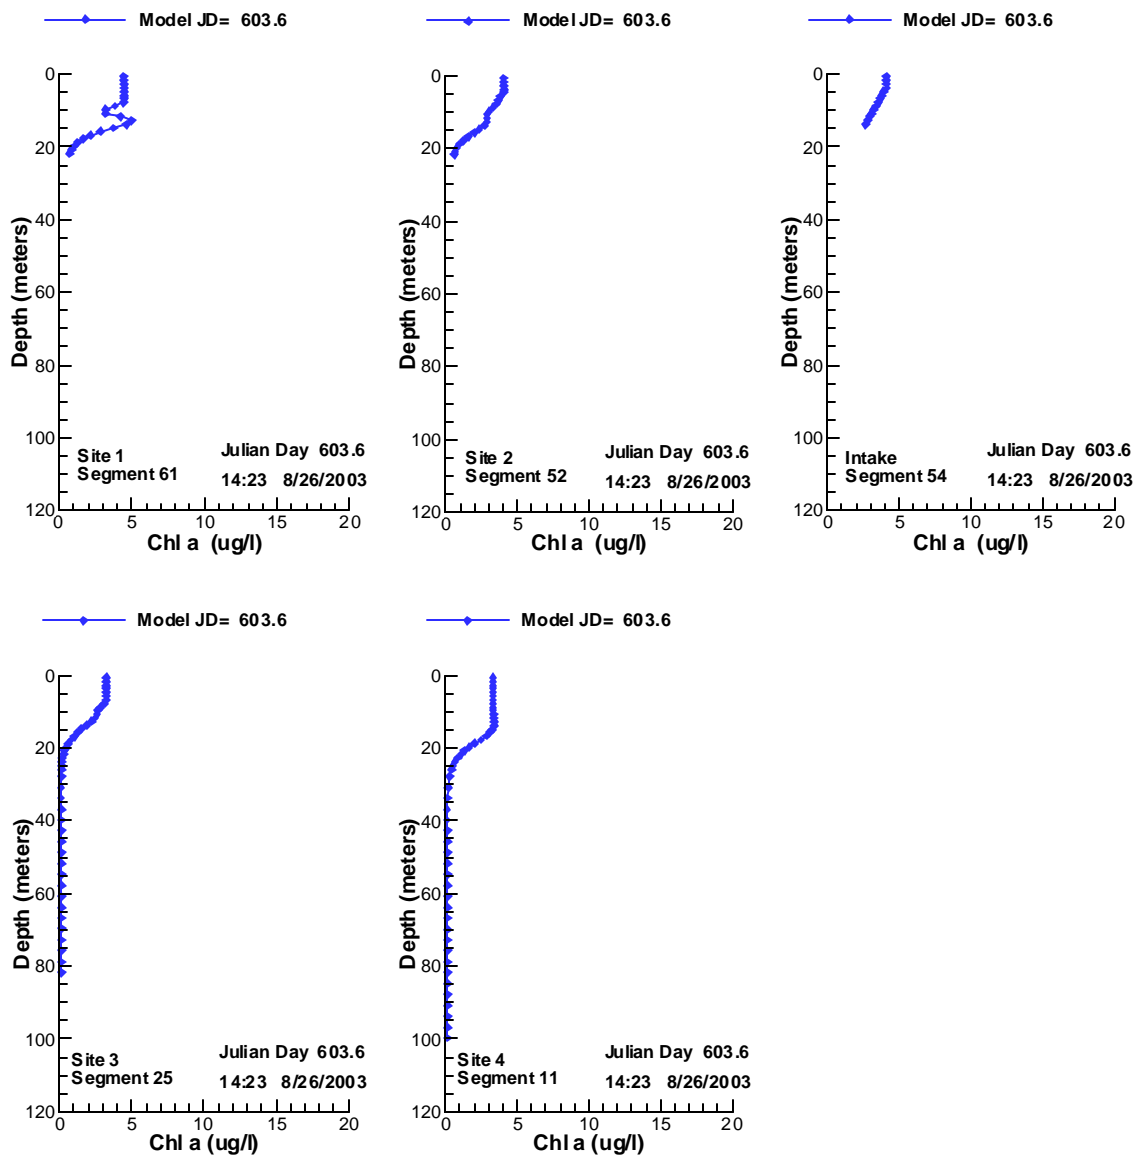 Model JD= 603.6
0
20
40
60
80
100
120
Depth (meters)
Site 1
Segment 61
Julian Day 603.6
14:23 8/26/2003
0 5 10 15 20
Chl a (ug/l)
Model JD= 603.6
0
20
40
60
80
100
120
Depth (meters)
Site 2
Segment 52
Julian Day 603.6
14:23 8/26/2003
0 5 10 15 20
Chl a (ug/l)
Model JD= 603.6
0
20
40
60
80
100
120
Depth (meters)
Intake
Segment 54
Julian Day 603.6
14:23 8/26/2003
0 5 10 15 20
Chl a (ug/l)
Model JD= 603.6
0
20
40
60
80
100
120
Depth (meters)
Site 3
Segment 25
Julian Day 603.6
14:23 8/26/2003
0 5 10 15 20
Chl a (ug/l)
Model JD= 603.6
0
20
40
60
80
100
120
Depth (meters)
Site 4
Segment 11
Julian Day 603.6
14:23 8/26/2003
0 5 10 15 20
Chl a (ug/l)